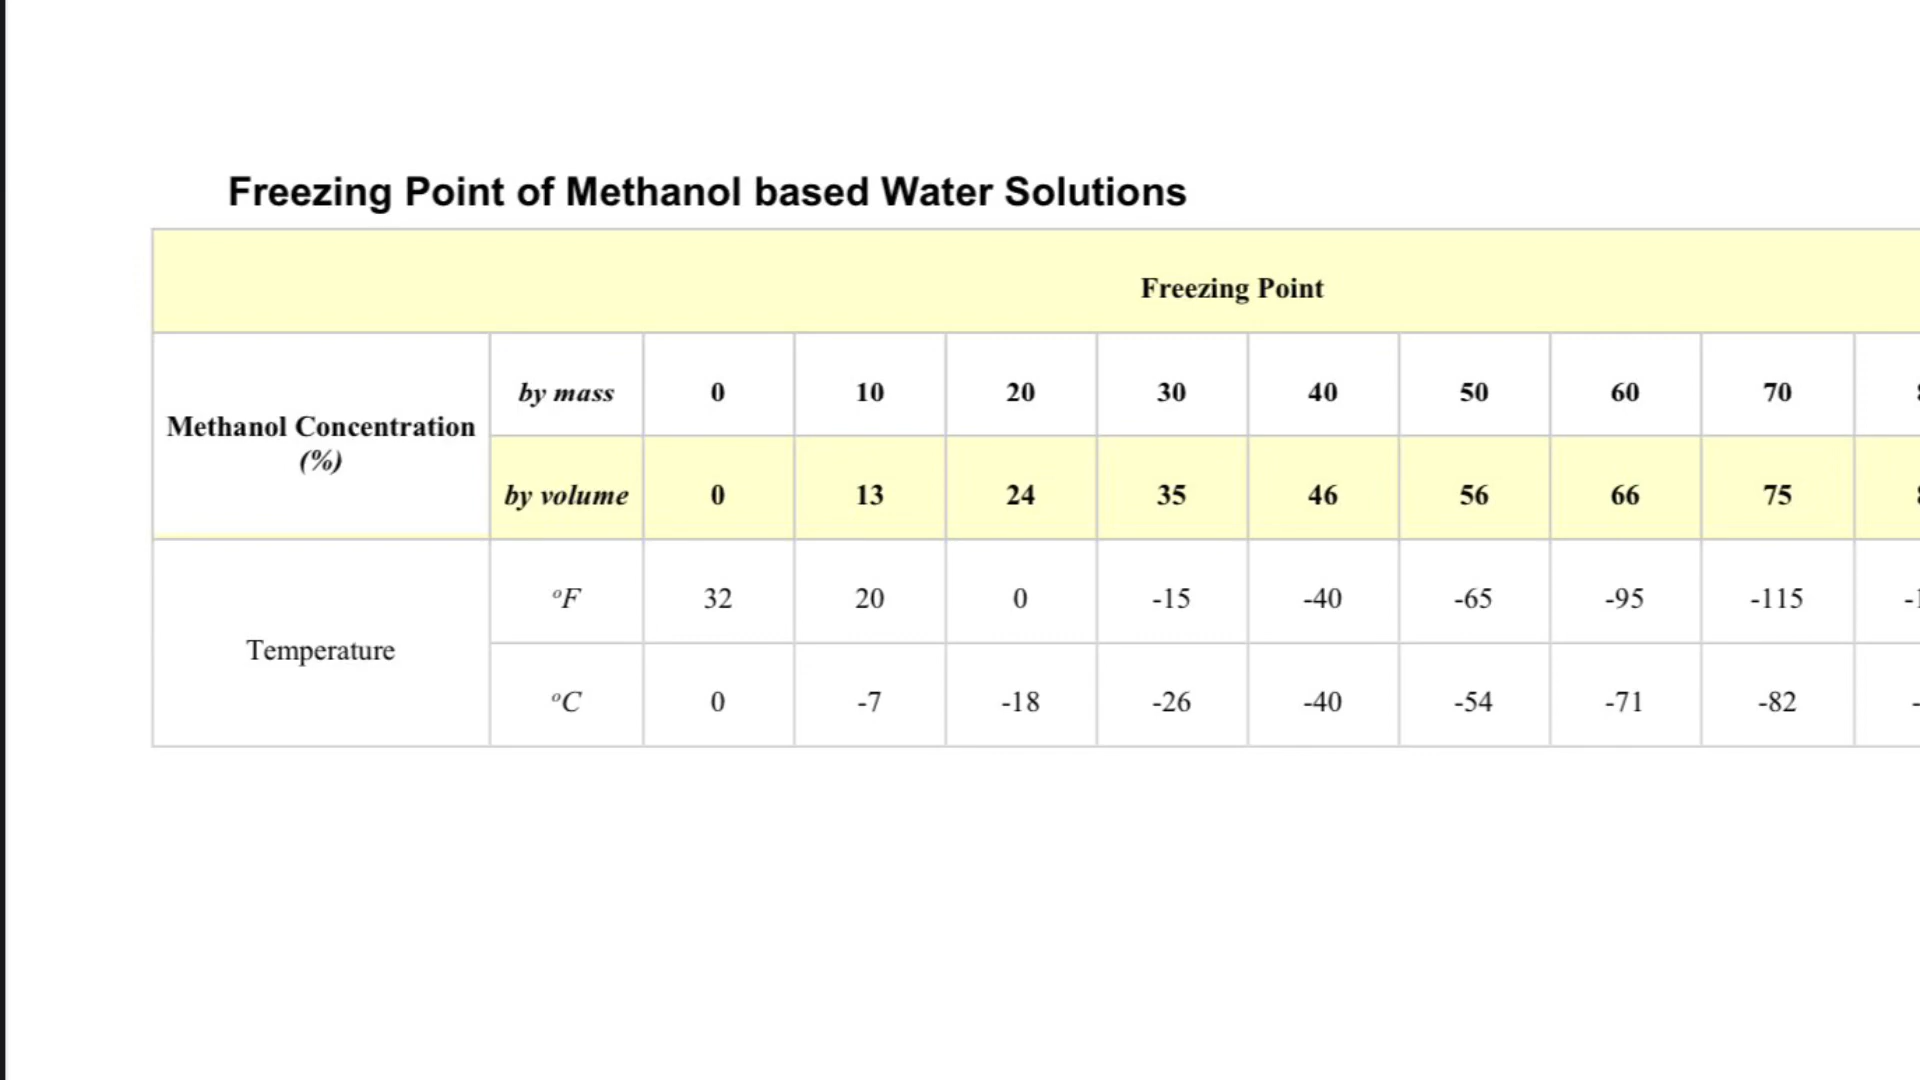 Freezing Point of Methanol based Water Solutions
Freezing Point
Methanol Concentration (%)
by mass 0 10 20 30 40 50 60 70
by volume 0 13 24 35 46 56 66 75
Temperature
°F 32 20 0 -15 -40 -65 -95 -115
°C 0 -7 -18 -26 -40 -54 -71 -82